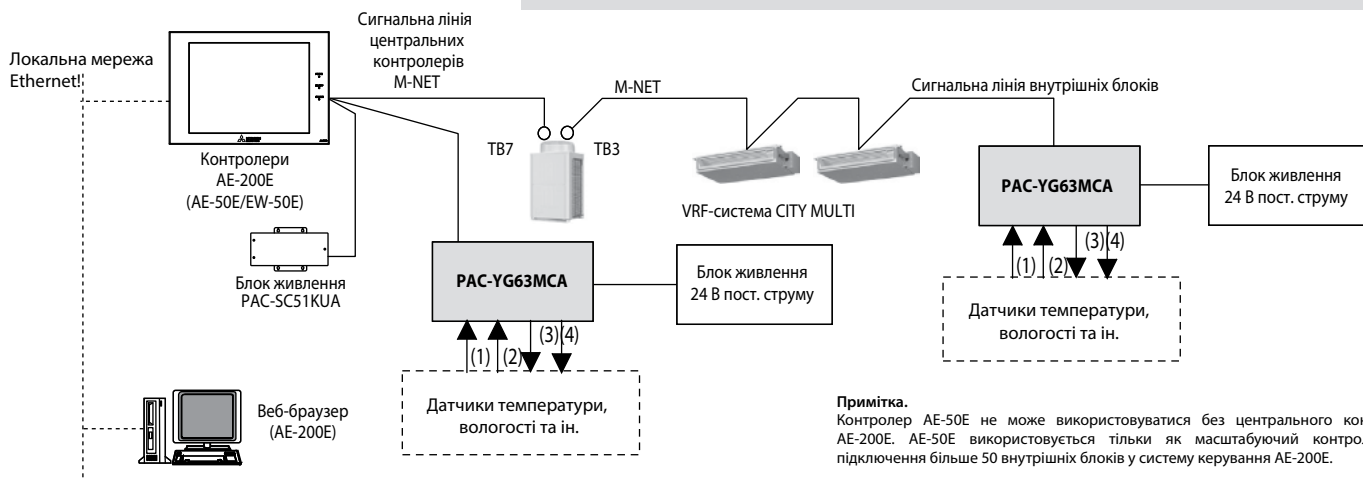 Локальна мережа
Ethernet!
Сигнальна лінія
центральних
контролерів
M-NET
M-NET
Сигнальна лінія внутрішніх блоків
Контролери
AE-200E
(AE-50E/EW-50E)
TB7
TB3
VRF-система CITY MULTI
PAC-YG63MCA
Блок живлення
24 В пост. струму
(1)
(2)
(3)
(4)
Датчики температури,
вологості та ін.
Блок живлення
PAC-SC51KUA
PAC-YG63MCA
Блок живлення
24 В пост. струму
(1)
(2)
(3)
(4)
Датчики температури,
вологості та ін.
Веб-браузер
(AE-200E)
Примітка.
Контролер AE-50E не може використовуватися без центрального
AE-200E. AE-50E використовується тільки як масштабуючий
підключення більше 50 внутрішніх блоків у систему керування AE-200E.